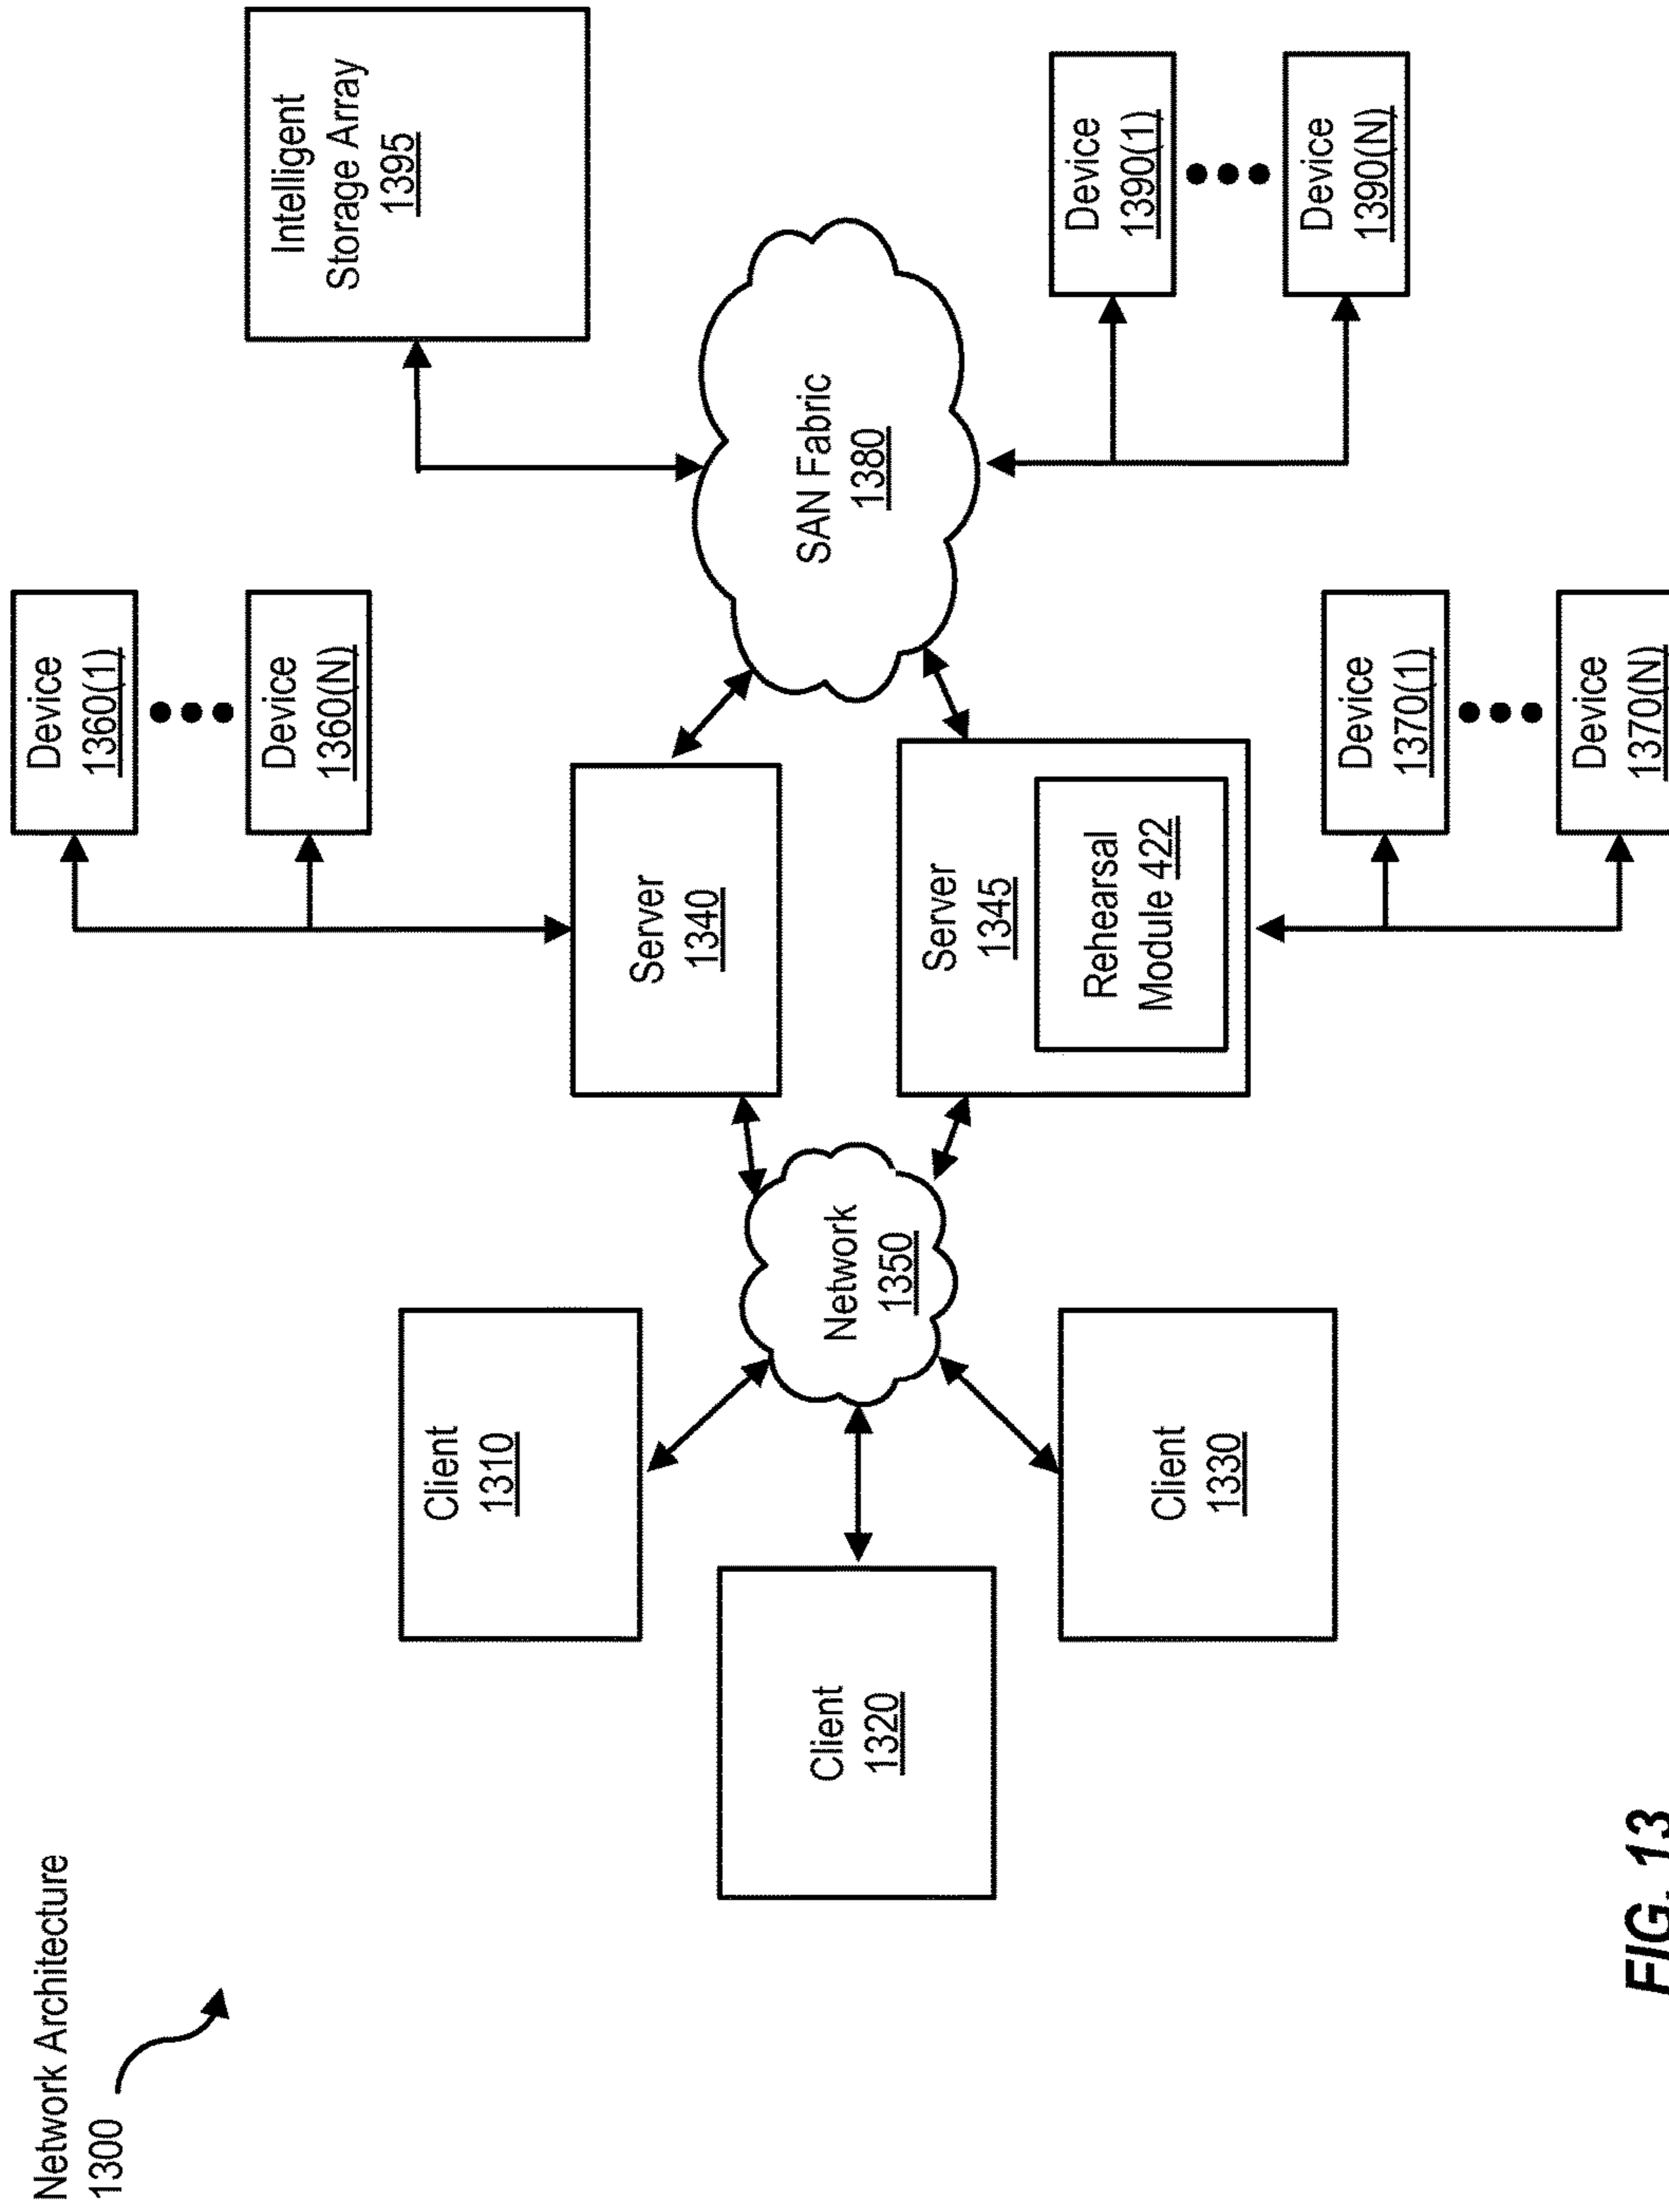 Network Architecture
1300
Device
1360(1)
Device
1360(N)
Intelligent
Storage Array
1395
Client
1310
Server
1340
Client
1320
Network
1350
SAN Fabric
1380
Server
1345
Rehearsal
Module 422
Client
1330
Device
1390(1)
Device
1390(N)
Device
1370(1)
Device
1370(N)
FIG. 13